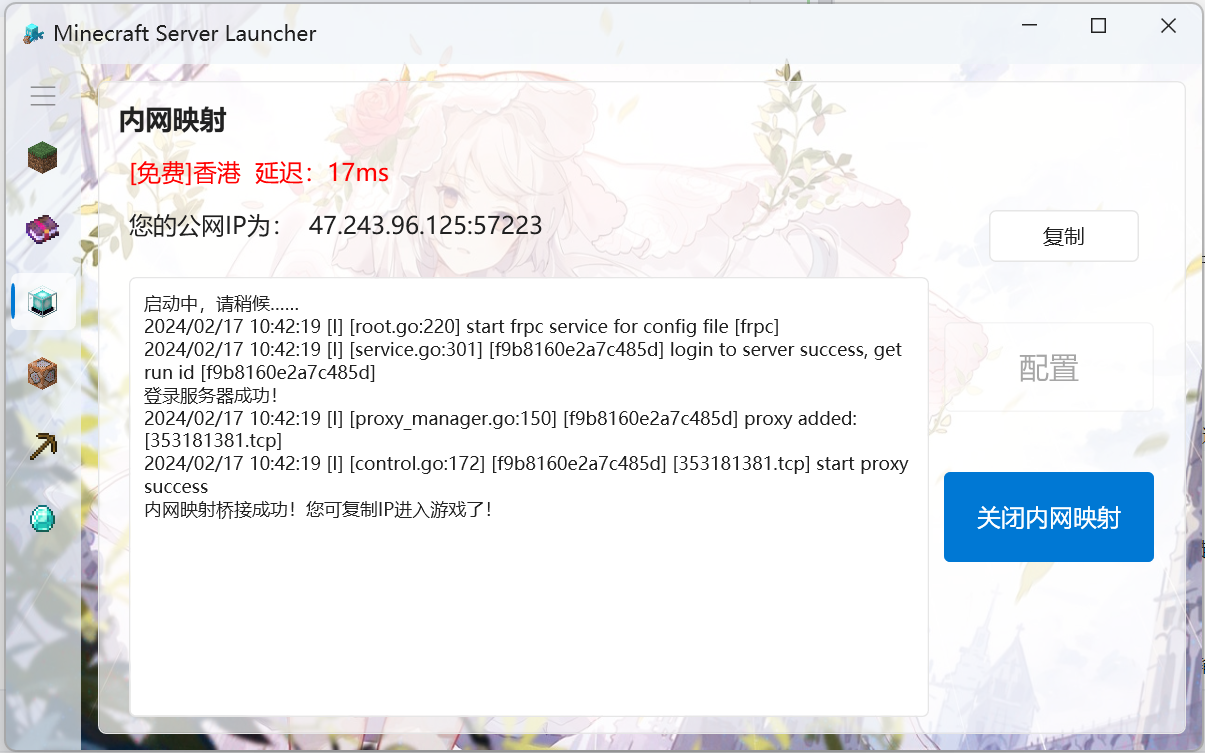 Minecraft Server Launcher
内网映射
[免费]香港 延迟：17ms
您的公网IP为： 47.243.96.125:57223
复制
启动中，请稍候......
2024/02/17 10:42:19 [I] [root.go:220] start frpc service for config file [frpc]
2024/02/17 10:42:19 [I] [service.go:301] [f9b8160e2a7c485d] login to server success, get
run id [f9b8160e2a7c485d]
登录服务器成功！
2024/02/17 10:42:19 [I] [proxy_manager.go:150] [f9b8160e2a7c485d] proxy added:
[353181381.tcp]
2024/02/17 10:42:19 [I] [control.go:172] [f9b8160e2a7c485d] [353181381.tcp] start proxy
success
内网映射桥接成功！您可复制IP进入游戏了！
配置
关闭内网映射